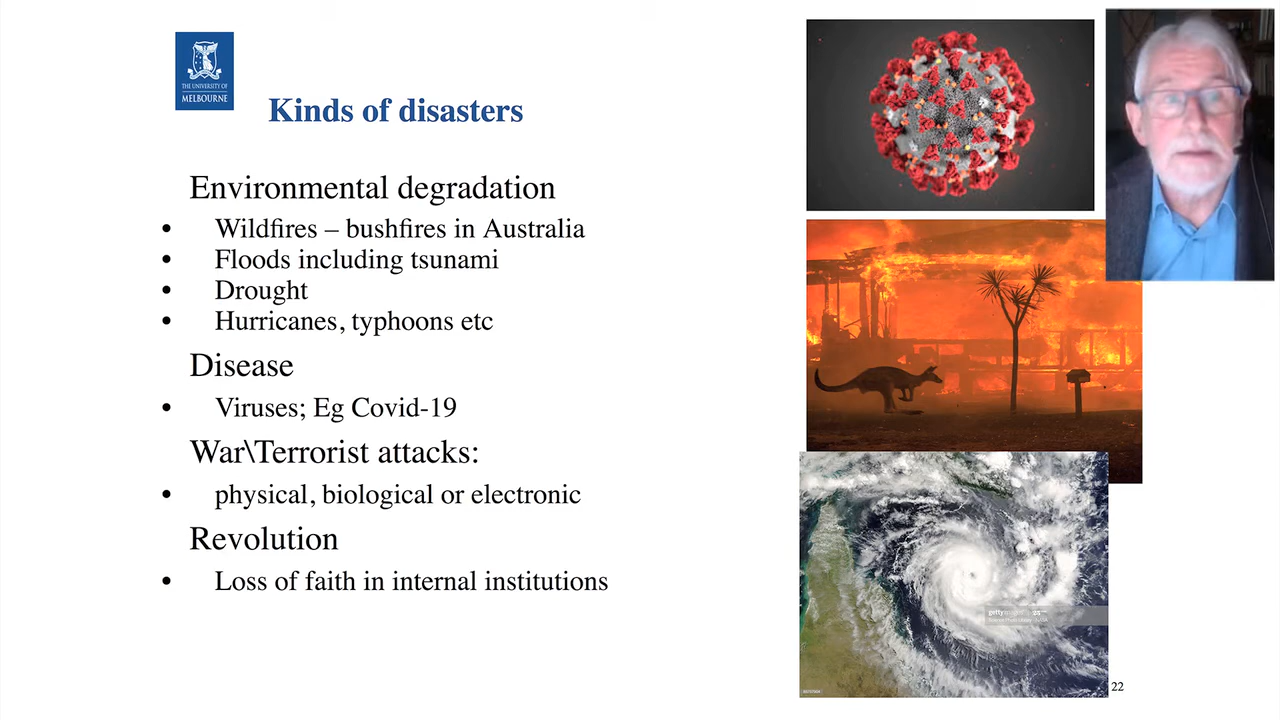 THE UNIVERSITY OF
MELBOURNE
Kinds of disasters
Environmental degradation
• Wildfires – bushfires in Australia
• Floods including tsunami
• Drought
• Hurricanes, typhoons etc
Disease
• Viruses; Eg Covid-19
War\Terrorist attacks:
• physical, biological or electronic
Revolution
• Loss of faith in internal institutions
gettyimages
22